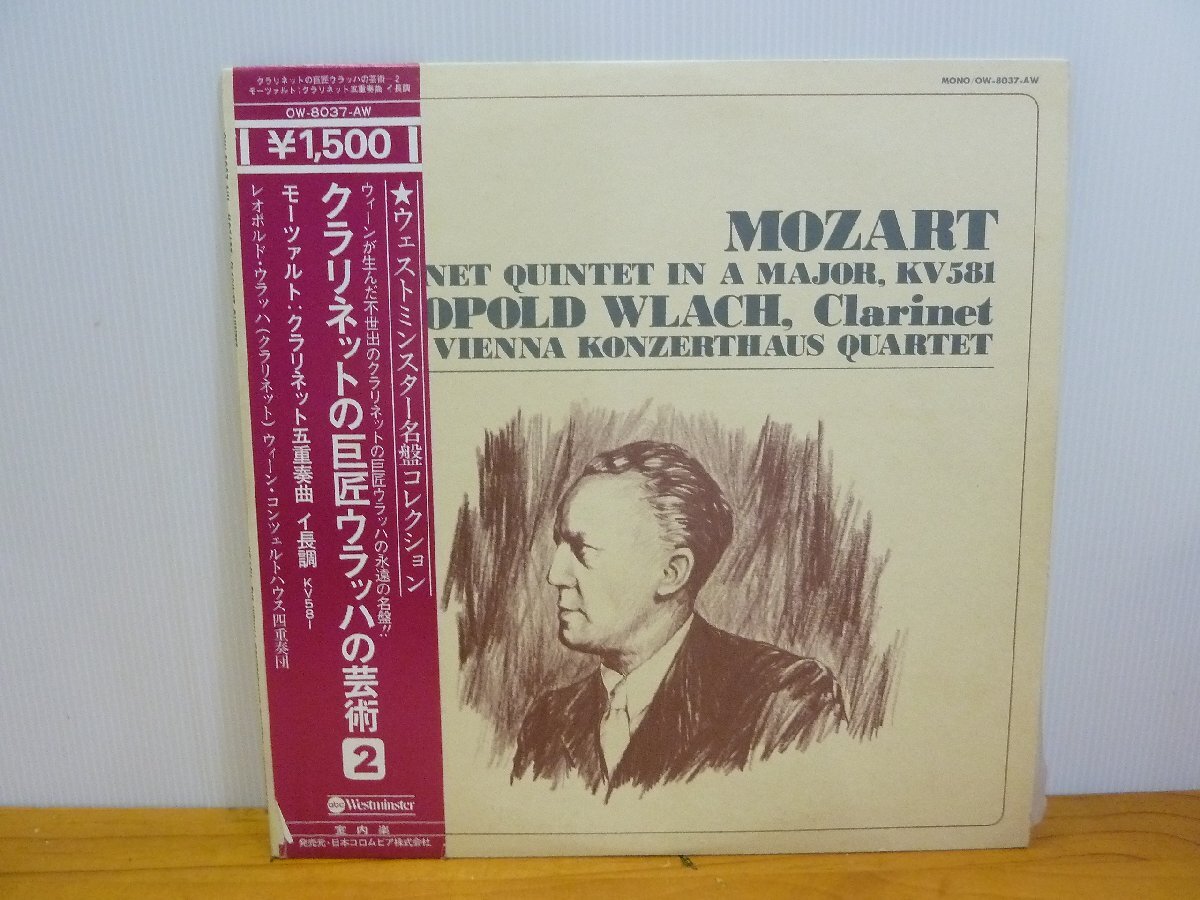 クラリネットの巨匠ウラッハの芸術―2
モーツァルト:クラリネット五重奏曲 イ長調
OW-8037-AW
¥1,500
★ウェストミンスター名盤コレクション
ウィーンが生んだ不世出のクラリネットの巨匠ウラッハの永遠の名盤!!
クラリネットの巨匠ウラッハの芸術 2
モーツァルト:クラリネット五重奏曲 イ長調 KV581
レオポルド・ウラッハ(クラリネット) ウィーン・コンツェルトハウス四重奏団
abc Westminster
室内楽
発売元・日本コロムビア株式会社
MONO/OW-8037-AW
MOZART
NET QUINTET IN A MAJOR, KV581
OPOLD WLACH, Clarinet
VIENNA KONZERTHAUS QUARTET